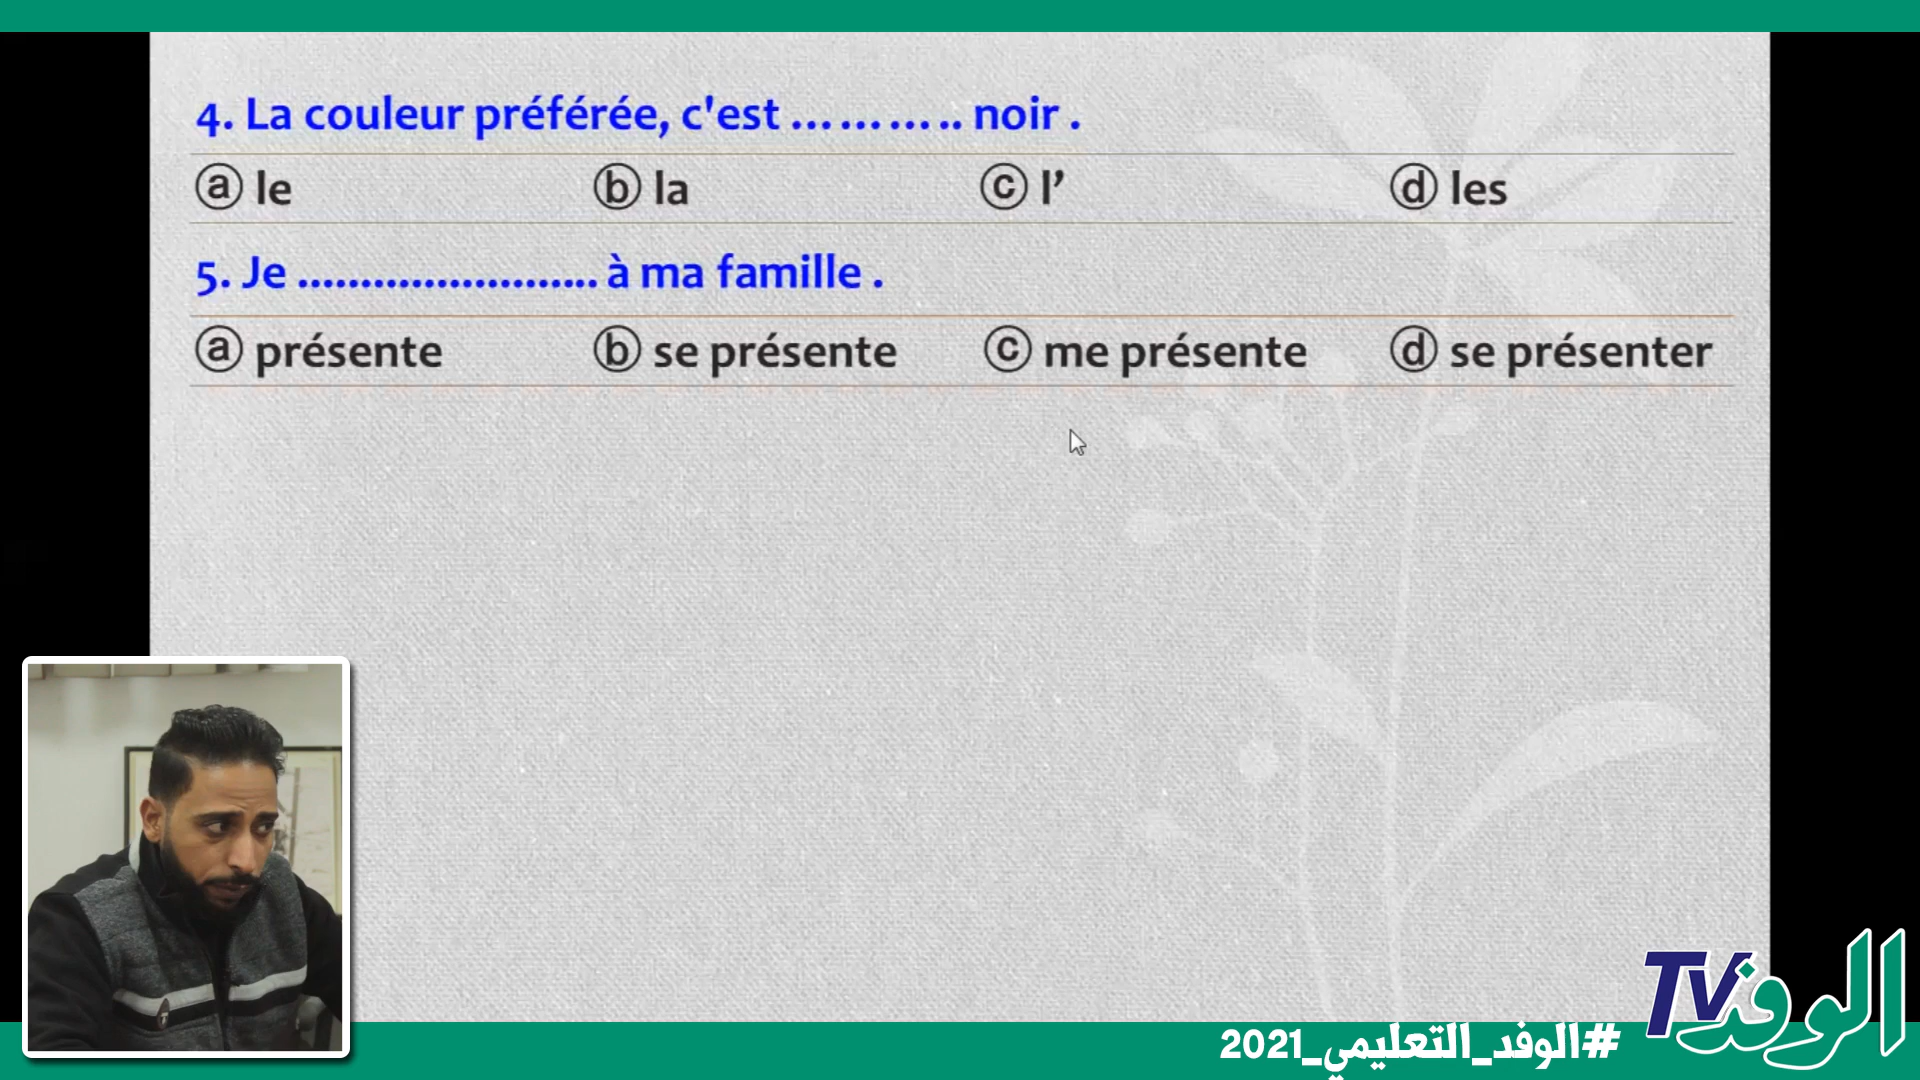 4. La couleur préférée, c'est ……….. noir .
ⓐ le ⓑ la ⓒ l’ ⓓ les
5. Je ........................ à ma famille .
ⓐ présente ⓑ se présente ⓒ me présente ⓓ se présenter
الوفد TV
#الوفد_التعليمي_2021